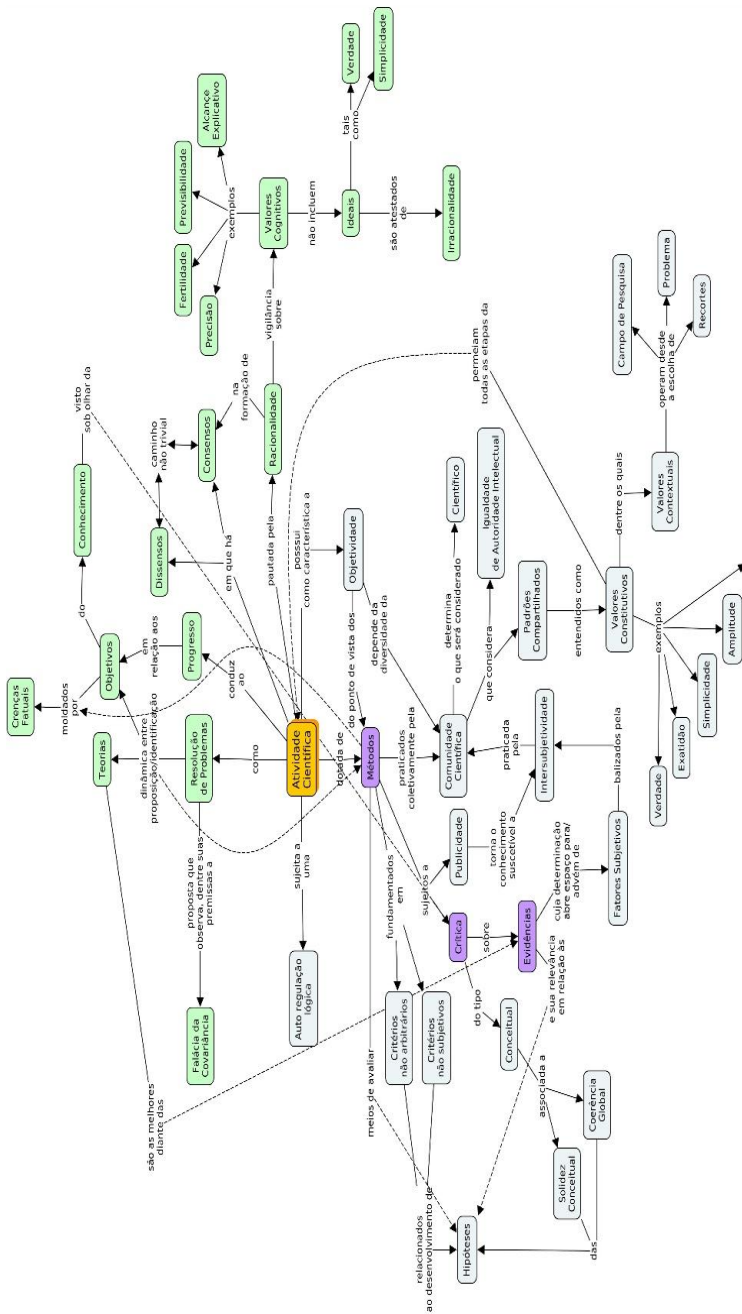 Crenças
Fatuais
moldados
por
Conhecimento
visto
sob olhar da
do
Objetivos
Teorias
dinâmica entre
proposição/identificação
em
relação aos
Progresso
conduz
ao
Resolução
de Problemas
como
proposta que
observa, dentre suas
premissas a
Falácia da
Covariância
são as melhores
diante das
Dissensos
caminho
não trivial
Consensos
em que há
na
formação de
Racionalidade
pautada pela
vigilância
sobre
Valores
Cognitivos
exemplos
Precisão
Fertilidade
Previsibilidade
Alcançe
Explicativo
não incluem
Ideais
tais
como
Verdade
Simplicidade
são atestados
de
Irracionalidade
Atividade
Científica
sujeita a
uma
Auto regulação
lógica
posssui
como característica a
Objetividade
dotada de
do ponto de vista dos
depende da
diversidade da
Métodos
praticados
coletivamente pela
fundamentados
em
sujeitos a
meios de avaliar
Critérios
não arbitrários
Critérios
não subjetivos
relacionados
ao desenvolvimento de
Hipóteses
Crítica
sobre
do tipo
Conceitual
associada a
Solidez
Conceitual
Coerência
Global
das
Publicidade
torna o
conhecimento
suscetível a
Evidências
e sua relevância
em relação às
cuja determinação
abre espaço para/
advém de
Fatores Subjetivos
balizados pela
Intersubjetividade
praticada
pela
Comunidade
Científica
determina
o que será considerado
Científico
que considera
Igualdade
de Autoridade Intelectual
Padrões
Compartilhados
entendidos como
permeiam
todas as etapas da
Valores
Constitutivos
dentre os quais
Valores
Contextuais
operam desde
a escolha de
Campo de Pesquisa
Problema
Recortes
exemplos
Verdade
Exatidão
Simplicidade
Amplitude